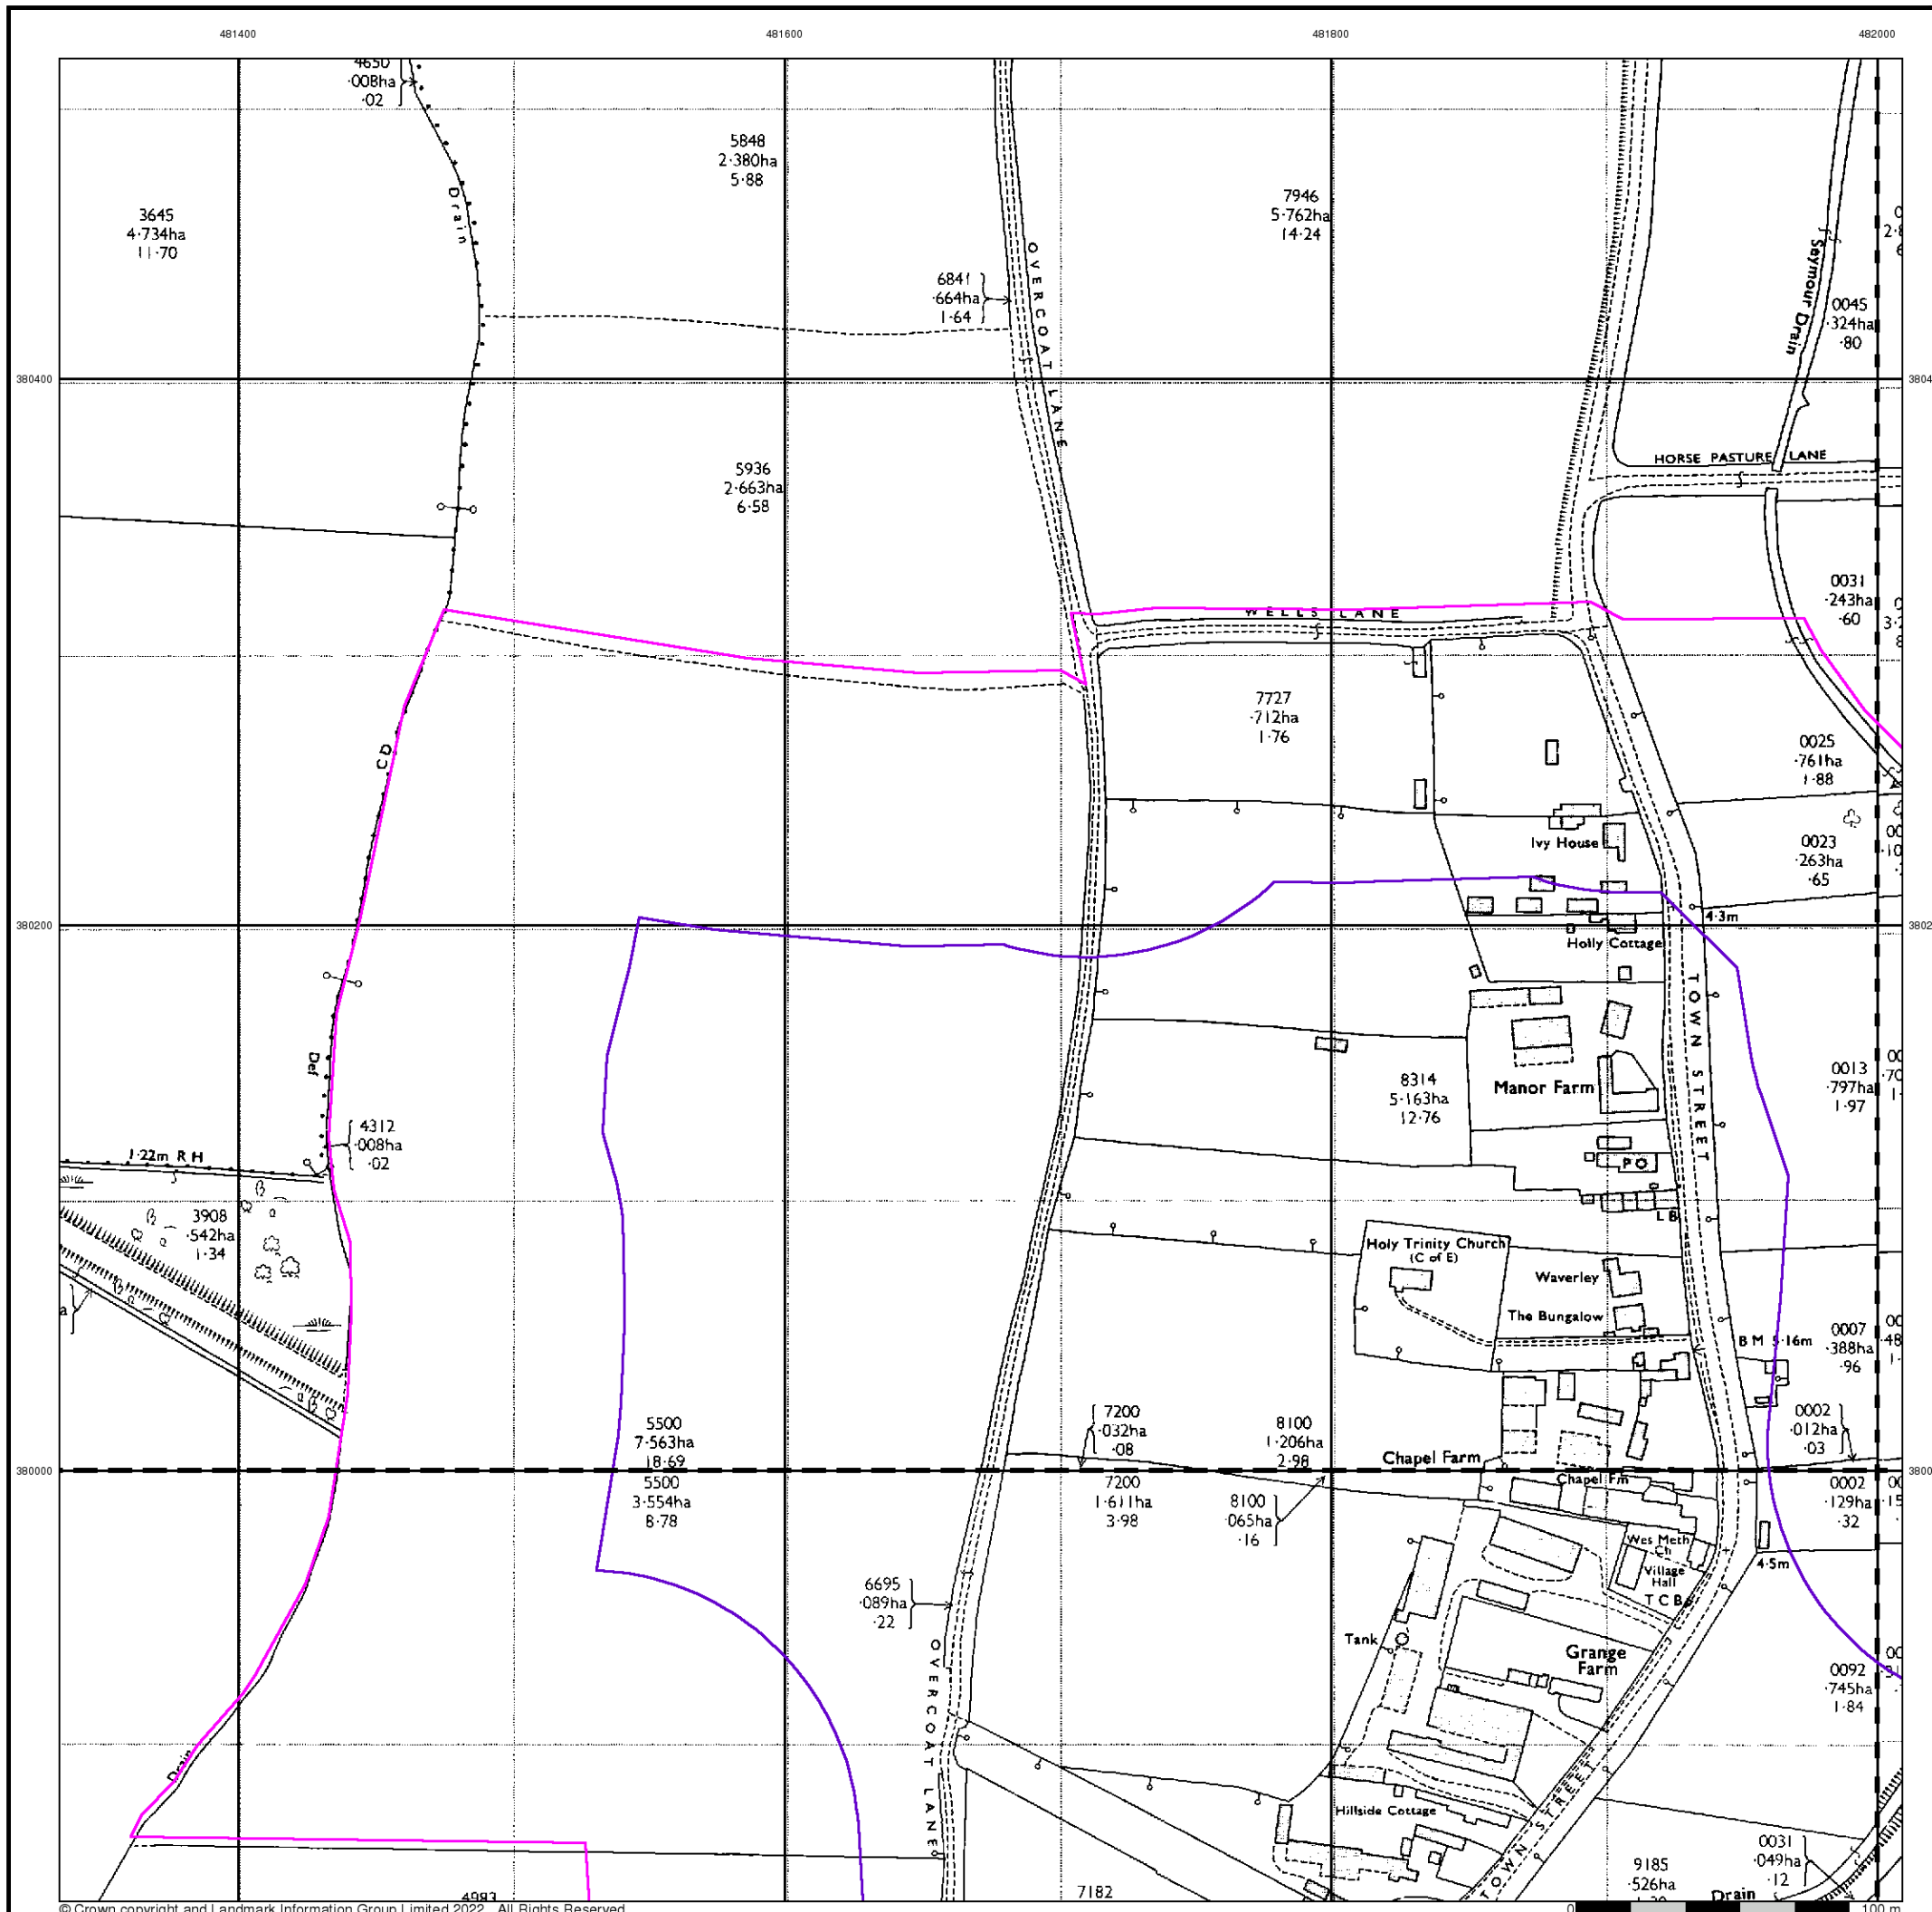 481400
481600
481800
482000
4650
·008ha
·02
5848
2·380ha
5·88
3645
4·734ha
11·70
Drain
7946
5·762ha
14·24
6841
·664ha
1·64
OVERCOAT LANE
Seymour Drain
0045
·324ha
·80
380400
5936
2·663ha
6·58
HORSE PASTURE LANE
0031
·243ha
·60
WELLS LANE
7727
·712ha
1·76
CD
0025
·761ha
1·88
Ivy House
0023
·263ha
·65
380200
4·3m
Holly Cottage
TOWN STREET
Def
8314
5·163ha
12·76
Manor Farm
0013
·797ha
1·97
4312
·008ha
·02
1·22m R H
PO
3908
·542ha
1·34
L B
Holy Trinity Church
(C of E)
Waverley
The Bungalow
B M 5·16m
0007
·388ha
·96
5500
7·563ha
18·69
7200
·032ha
·08
8100
1·206ha
2·98
Chapel Farm
0002
·012ha
·03
380000
5500
3·554ha
8·78
7200
1·611ha
3·98
8100
·065ha
·16
Chapel Fm
0002
·129ha
·32
Wes Meth
Ch
Village
Hall
T C B
4·5m
6695
·089ha
·22
Tank
Grange
Farm
OVERCOAT LANE
0092
·745ha
1·84
Drain
Hillside Cottage
TOWN STREET
0031
·049ha
·12
9185
·526ha
Drain
4983
7182
© Crown copyright and Landmark Information Group Limited 2022. All Rights Reserved.
0
100 m